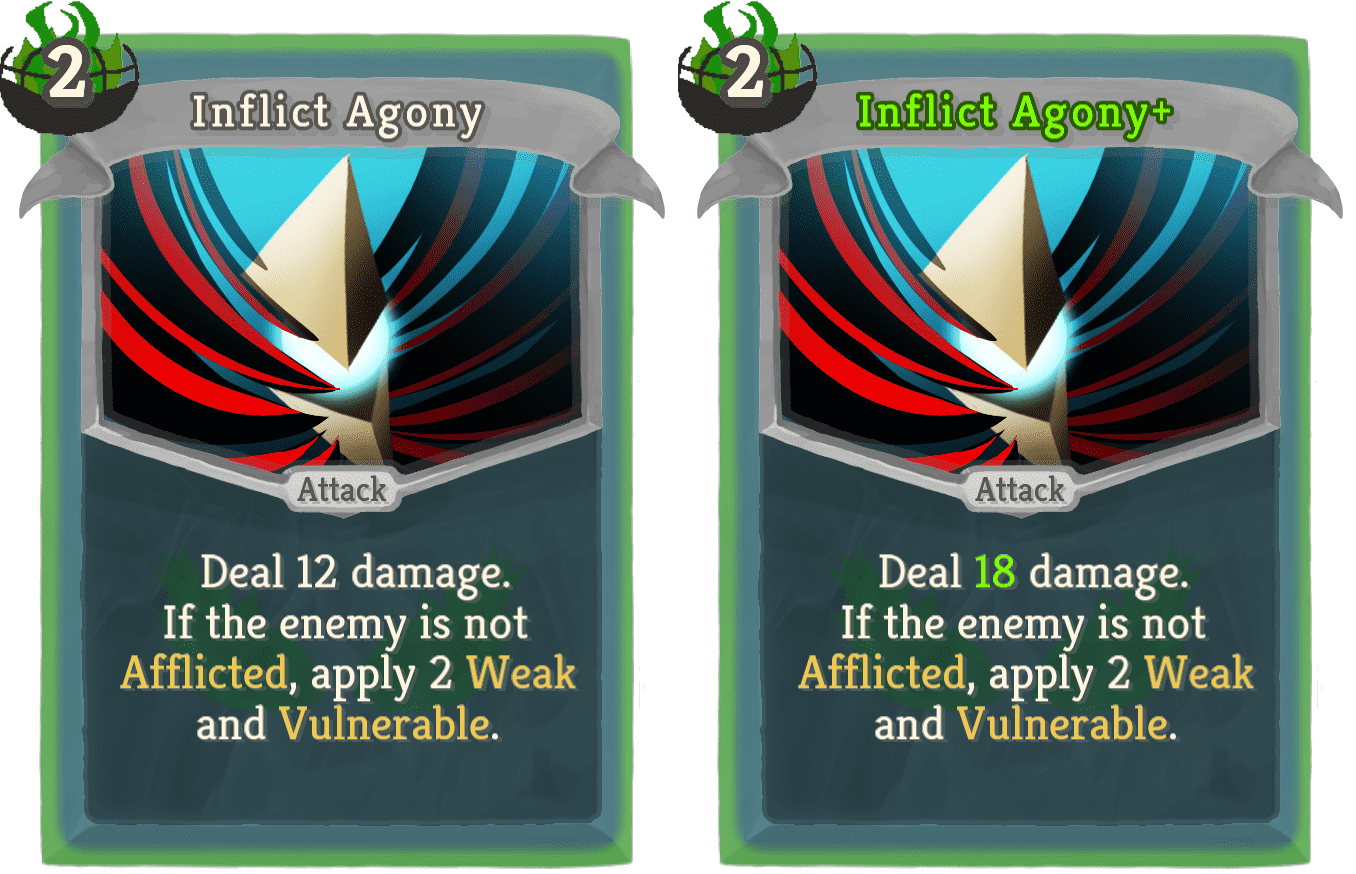 2
Inflict Agony
Attack
Deal 12 damage.
If the enemy is not
Afflicted, apply 2 Weak
and Vulnerable.
2
Inflict Agony+
Attack
Deal 18 damage.
If the enemy is not
Afflicted, apply 2 Weak
and Vulnerable.